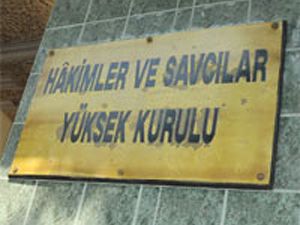 HÂKİMLER VE SAVCILAR
YÜKSEK KURULU